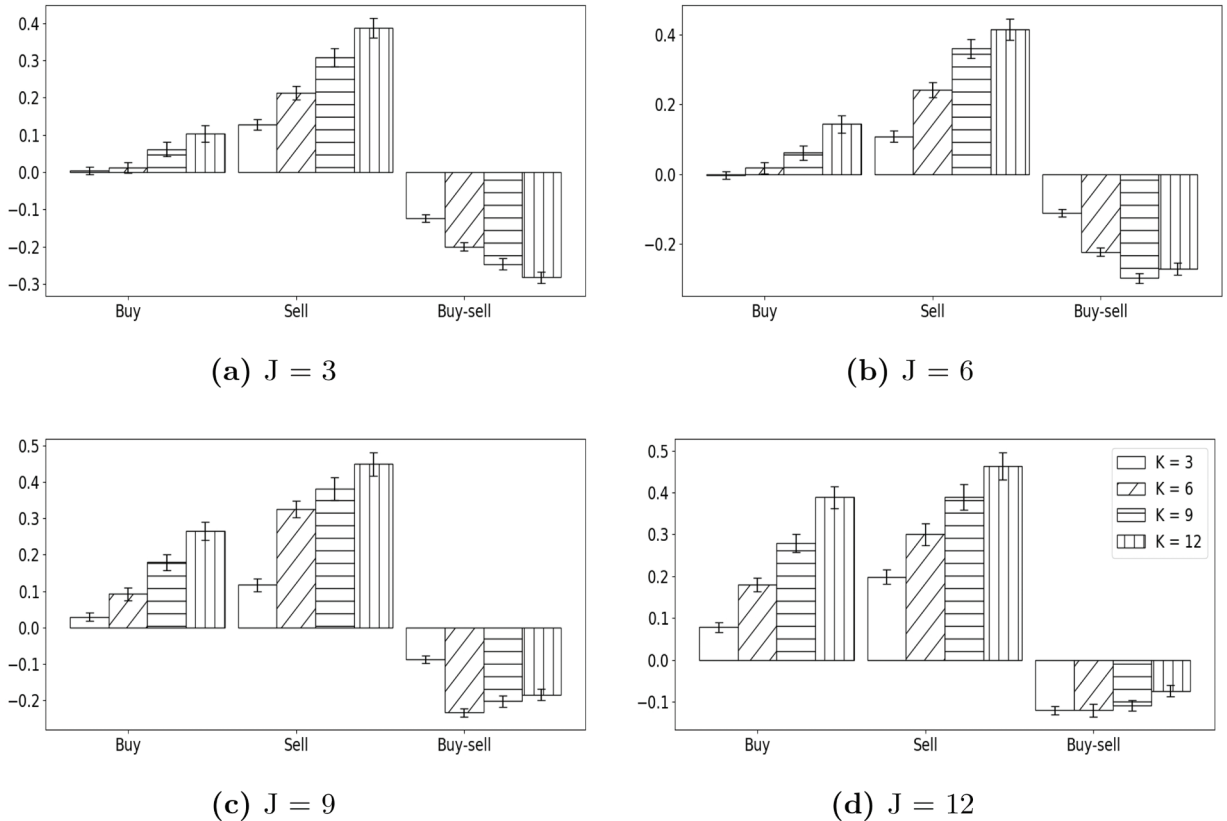 0.4
0.3
0.2
0.1
0.0
−0.1
−0.2
−0.3
Buy Sell Buy-sell
(a) J = 3
0.4
0.2
0.0
−0.2
Buy Sell Buy-sell
(b) J = 6
0.5
0.4
0.3
0.2
0.1
0.0
−0.1
−0.2
Buy Sell Buy-sell
(c) J = 9
0.5
0.4
0.3
0.2
0.1
0.0
−0.1
K = 3
K = 6
K = 9
K = 12
Buy Sell Buy-sell
(d) J = 12